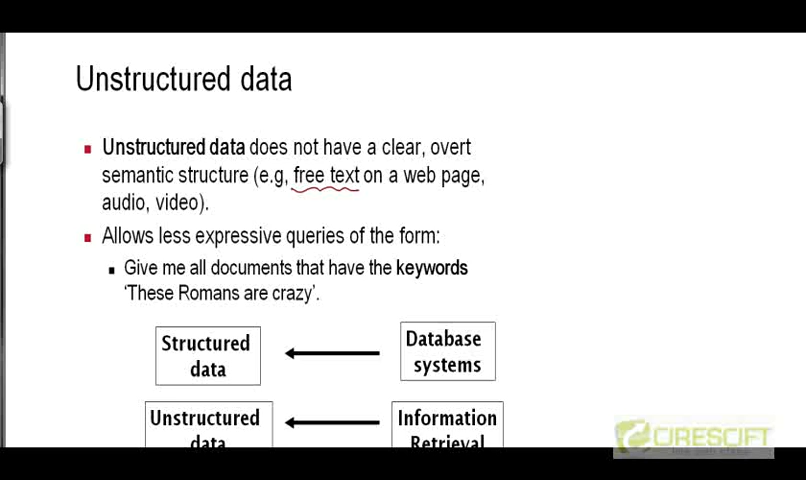 Unstructured data
Unstructured data does not have a clear, overt
semantic structure (e.g, free text on a web page,
audio, video).
Allows less expressive queries of the form:
Give me all documents that have the keywords
‘These Romans are crazy’.
Structured
data
Database
systems
Unstructured
data
Information
Retrieval